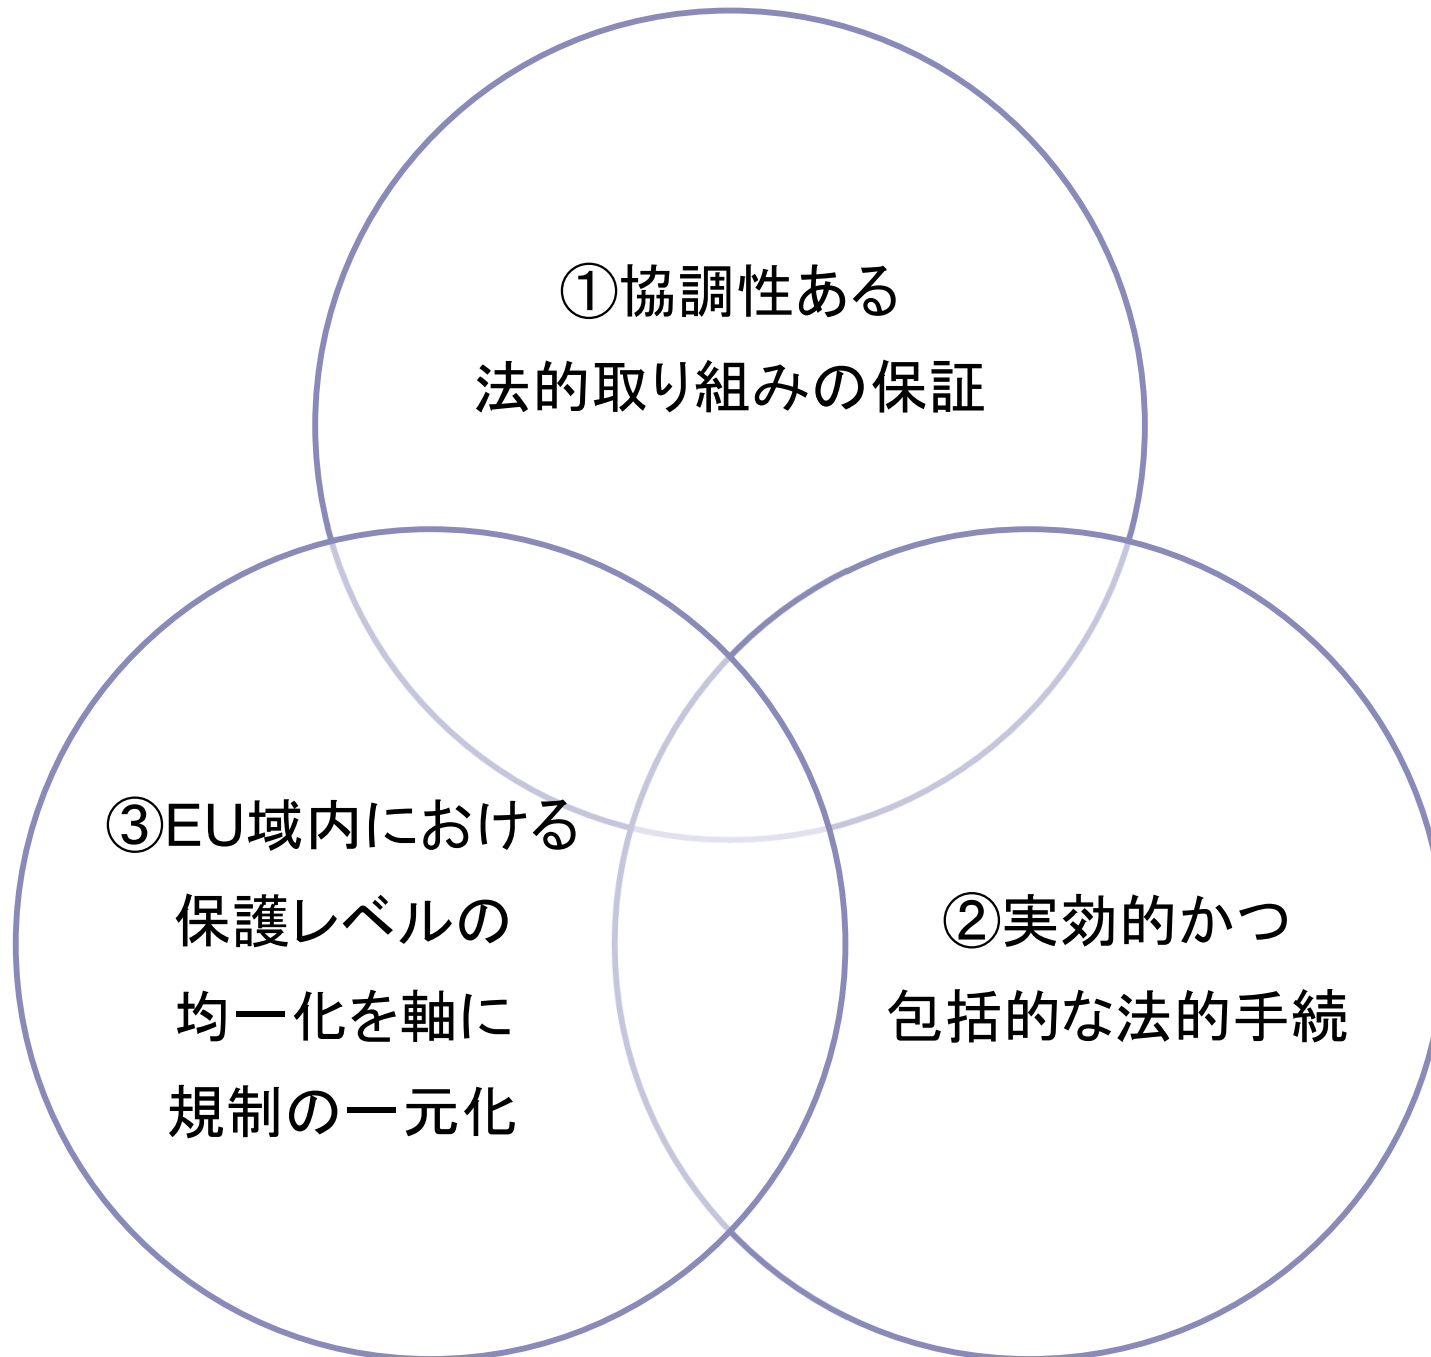 ①協調性ある
法的取り組みの保証
②実効的かつ
包括的な法的手続
③EU域内における
保護レベルの
均一化を軸に
規制の一元化